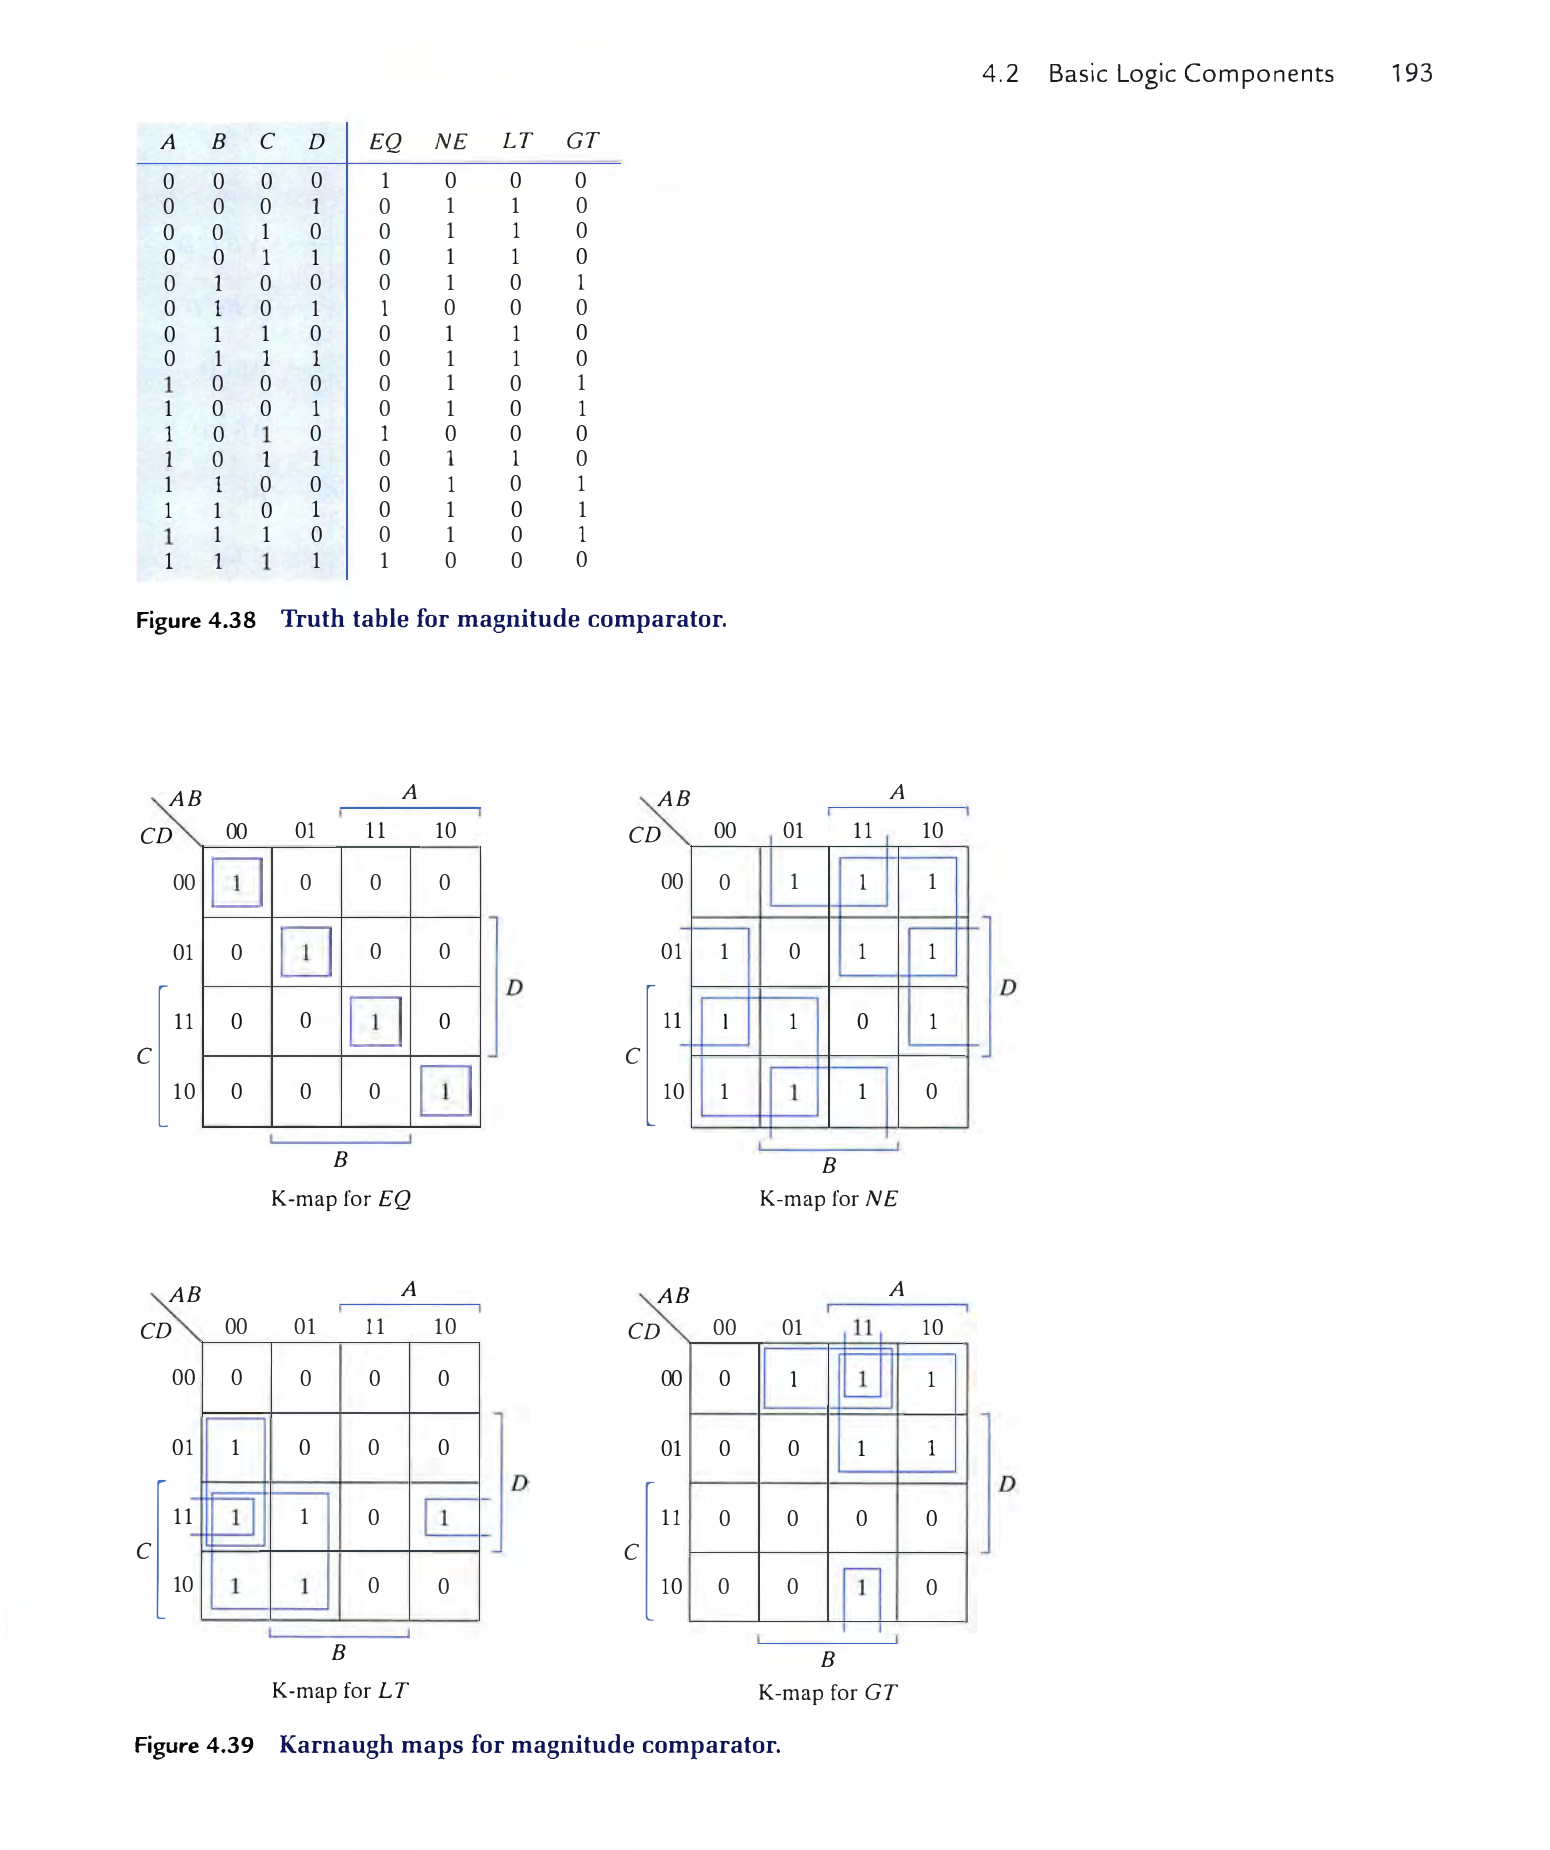 4.2 Basic Logic Components 193
A B C D EQ NE LT GT
0 0 0 0 1 0 0 0
0 0 0 1 0 1 1 0
0 0 1 0 0 1 1 0
0 0 1 1 0 1 1 0
0 1 0 0 0 1 0 1
0 1 0 1 1 0 0 0
0 1 1 0 0 1 1 0
0 1 1 1 0 1 1 0
1 0 0 0 0 1 0 1
1 0 0 1 0 1 0 1
1 0 1 0 1 0 0 0
1 0 1 1 0 1 1 0
1 1 0 0 0 1 0 1
1 1 0 1 0 1 0 1
1 1 1 0 0 1 0 1
1 1 1 1 1 0 0 0
Figure 4.38 Truth table for magnitude comparator.
AB A
CD 00 01 11 10
00 1 0 0 0
01 0 1 0 0
D
11 0 0 1 0
C
10 0 0 0 1
B
K-map for EQ
AB A
CD 00 01 11 10
00 0 1 1 1
01 1 0 1 1
D
11 1 1 0 1
C
10 1 1 1 0
B
K-map for NE
AB A
CD 00 01 11 10
00 0 0 0 0
01 1 0 0 0
D
11 1 1 0 1
C
10 1 1 0 0
B
K-map for LT
AB A
CD 00 01 11 10
00 0 1 1 1
01 0 0 1 1
D
11 0 0 0 0
C
10 0 0 1 0
B
K-map for GT
Figure 4.39 Karnaugh maps for magnitude comparator.